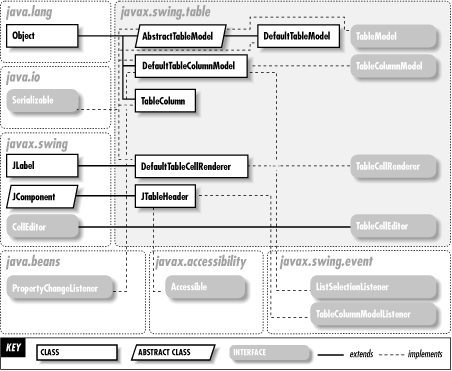 java.lang
javax.swing.table
Object
AbstractTableModel
DefaultTableModel
TableModel
DefaultTableColumnModel
TableColumnModel
java.io
Serializable
TableColumn
javax.swing
JLabel
DefaultTableCellRenderer
TableCellRenderer
JComponent
JTableHeader
CellEditor
TableCellEditor
java.beans
javax.accessibility
javax.swing.event
PropertyChangeListener
Accessible
ListSelectionListener
TableColumnModelListener
KEY
CLASS
ABSTRACT CLASS
INTERFACE
extends
implements